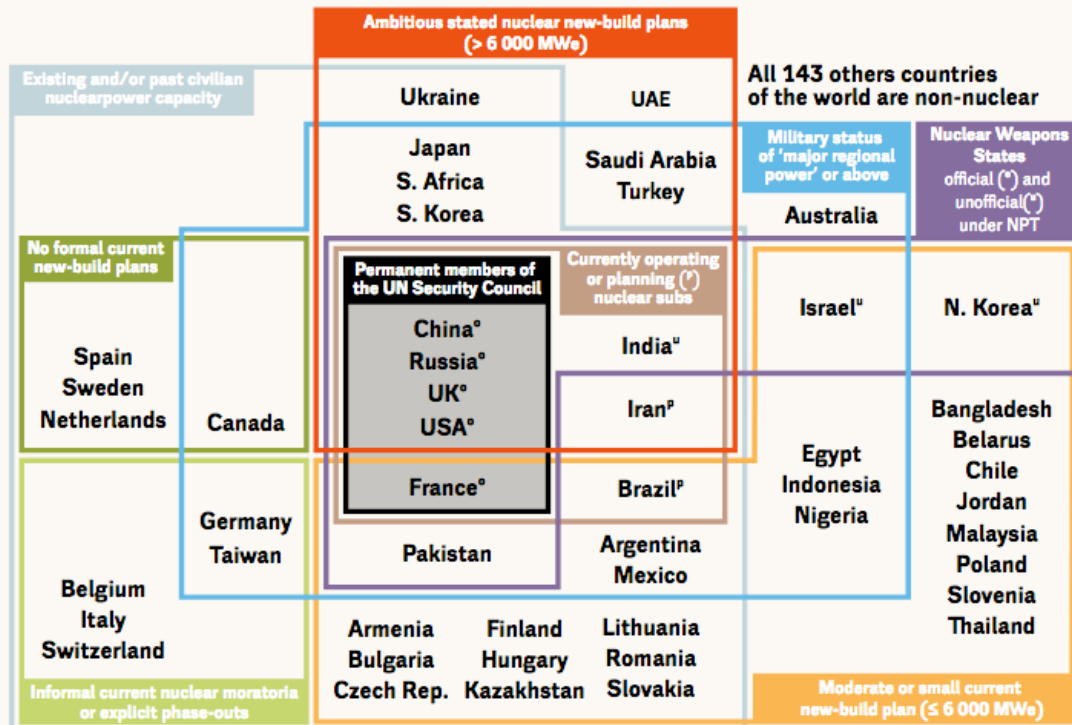 Ambitious stated nuclear new-build plans
(> 6 000 MWe)
Existing and/or past civilian
nuclearpower capacity
All 143 others countries
of the world are non-nuclear
Ukraine
UAE
Military status
of ‘major regional
power’ or above
Nuclear Weapons
States
official (°) and
unofficial(ᵘ)
under NPT
Japan
S. Africa
S. Korea
Saudi Arabia
Turkey
Australia
No formal current
new-build plans
Permanent members of
the UN Security Council
Currently operating
or planning (ᵖ)
nuclear subs
China°
Russia°
UK°
USA°
France°
India ᵘ
Iranᵖ
Brazilᵖ
Israelᵘ
N. Koreaᵘ
Spain
Sweden
Netherlands
Canada
Egypt
Indonesia
Nigeria
Bangladesh
Belarus
Chile
Jordan
Malaysia
Poland
Slovenia
Thailand
Germany
Taiwan
Pakistan
Argentina
Mexico
Belgium
Italy
Switzerland
Armenia
Bulgaria
Czech Rep.
Finland
Hungary
Kazakhstan
Lithuania
Romania
Slovakia
Informal current nuclear moratoria
or explicit phase-outs
Moderate or small current
new-build plan (≤ 6 000 MWe)